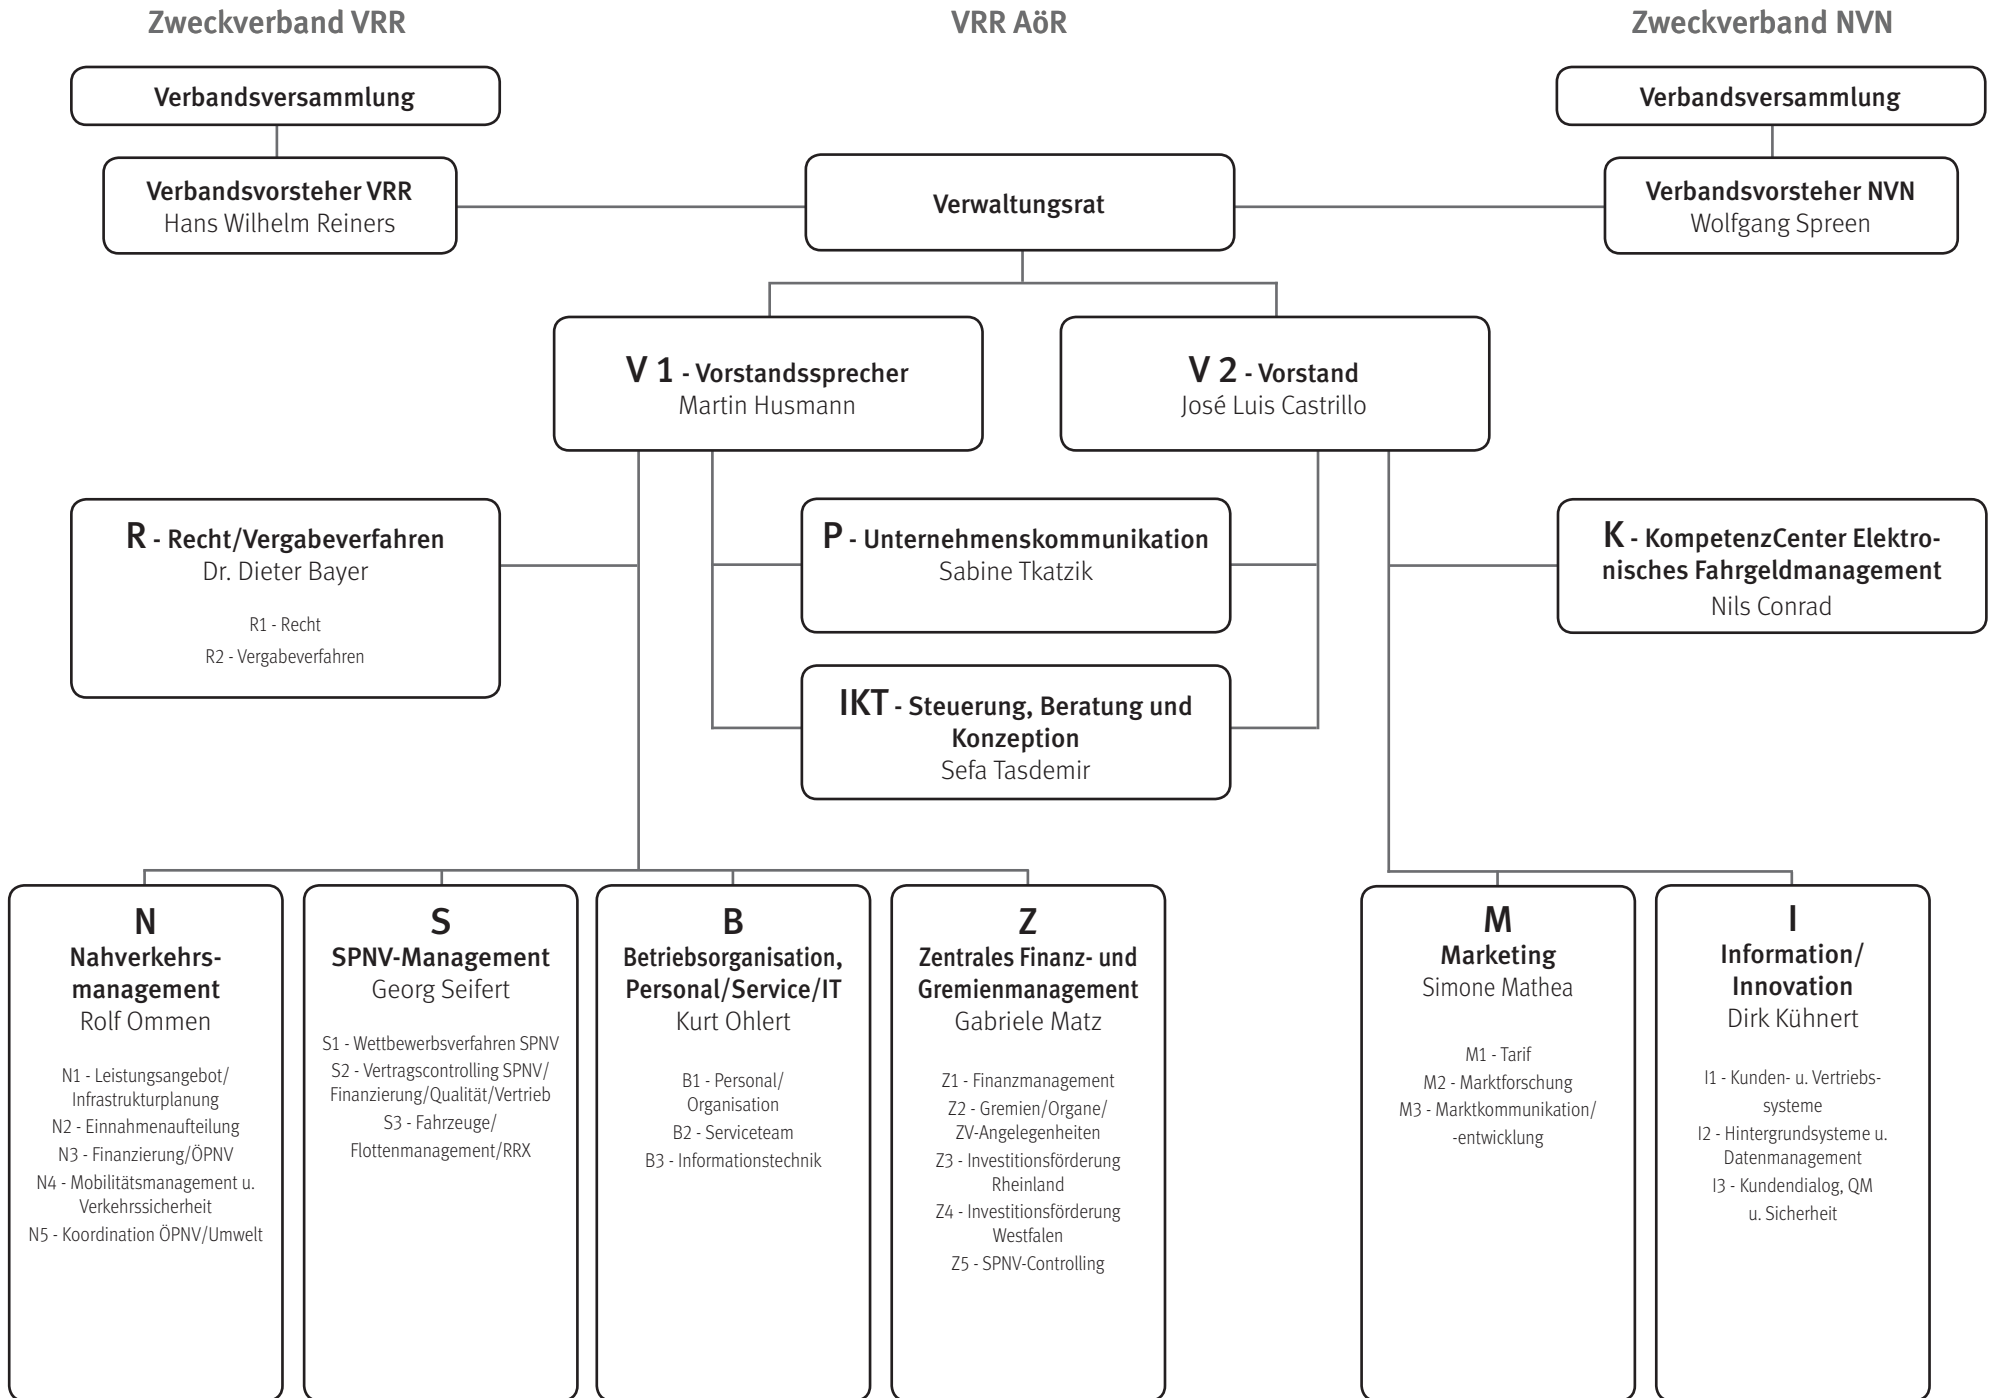 Zweckverband VRR
VRR AöR
Zweckverband NVN
Verbandsversammlung
Verbandsversammlung
Verbandsvorsteher VRR
Hans Wilhelm Reiners
Verwaltungsrat
Verbandsvorsteher NVN
Wolfgang Spreen
V 1 - Vorstandssprecher
Martin Husmann
V 2 - Vorstand
José Luis Castrillo
R - Recht/Vergabeverfahren
Dr. Dieter Bayer
R1 - Recht
R2 - Vergabeverfahren
P - Unternehmenskommunikation
Sabine Tkatzik
K - KompetenzCenter Elektro-
nisches Fahrgeldmanagement
Nils Conrad
IKT - Steuerung, Beratung und
Konzeption
Sefa Tasdemir
N
Nahverkehrs-
management
Rolf Ommen
N1 - Leistungsangebot/
Infrastrukturplanung
N2 - Einnahmenaufteilung
N3 - Finanzierung/ÖPNV
N4 - Mobilitätsmanagement u.
Verkehrssicherheit
N5 - Koordination ÖPNV/Umwelt
S
SPNV-Management
Georg Seifert
S1 - Wettbewerbsverfahren SPNV
S2 - Vertragscontrolling SPNV/
Finanzierung/Qualität/Vertrieb
S3 - Fahrzeuge/
Flottenmanagement/RRX
B
Betriebsorganisation,
Personal/Service/IT
Kurt Ohlert
B1 - Personal/
Organisation
B2 - Serviceteam
B3 - Informationstechnik
Z
Zentrales Finanz- und
Gremienmanagement
Gabriele Matz
Z1 - Finanzmanagement
Z2 - Gremien/Organe/
ZV-Angelegenheiten
Z3 - Investitionsförderung
Rheinland
Z4 - Investitionsförderung
Westfalen
Z5 - SPNV-Controlling
M
Marketing
Simone Mathea
M1 - Tarif
M2 - Marktforschung
M3 - Marktkommunikation/
-entwicklung
I
Information/
Innovation
Dirk Kühnert
I1 - Kunden- u. Vertriebs-
systeme
I2 - Hintergrundsysteme u.
Datenmanagement
I3 - Kundendialog, QM
u. Sicherheit